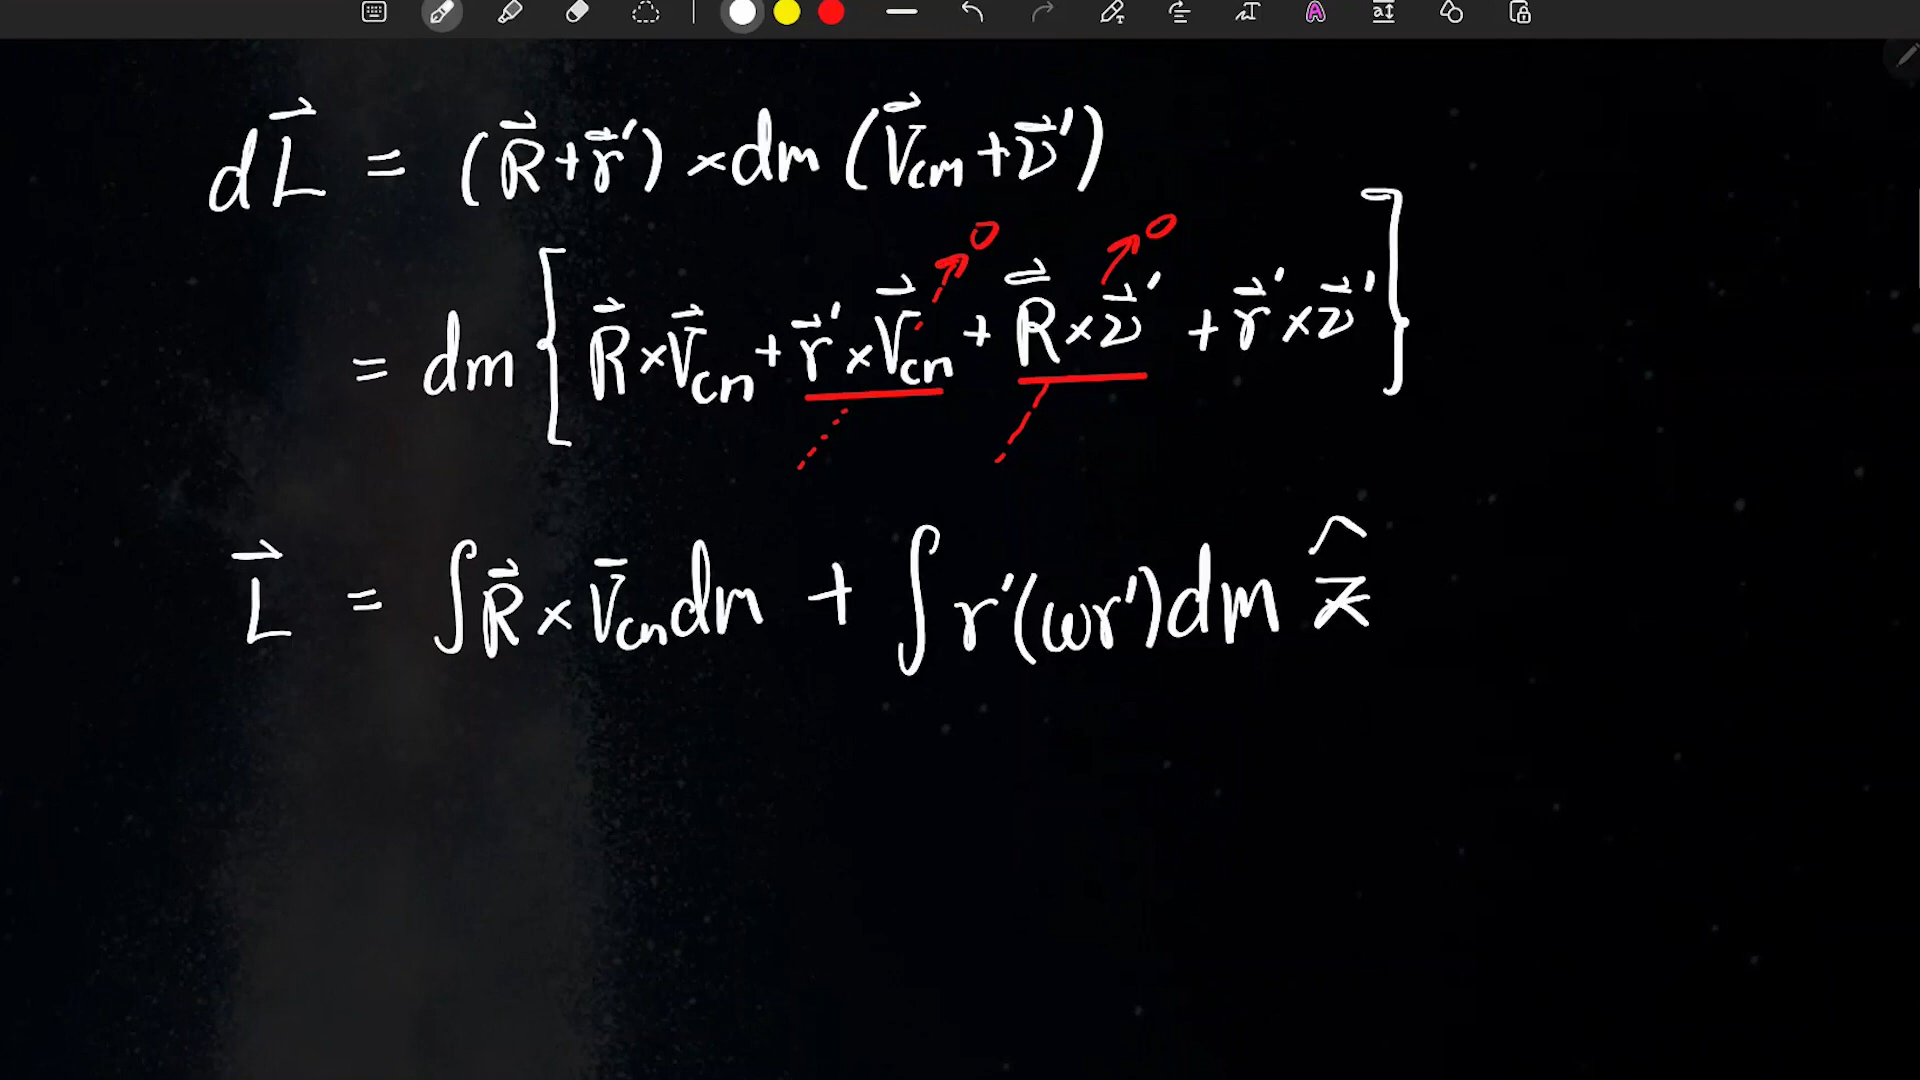 dL⃗ = (R⃗+r⃗′) × dm (V⃗cm + v⃗′)
= dm [R⃗×V⃗cm + r⃗′×V⃗cm + R⃗×v⃗′ + r⃗′×v⃗′]
0 0
L⃗ = ∫R⃗×V̄cm dm + ∫r′(ωr′)dm ẑ